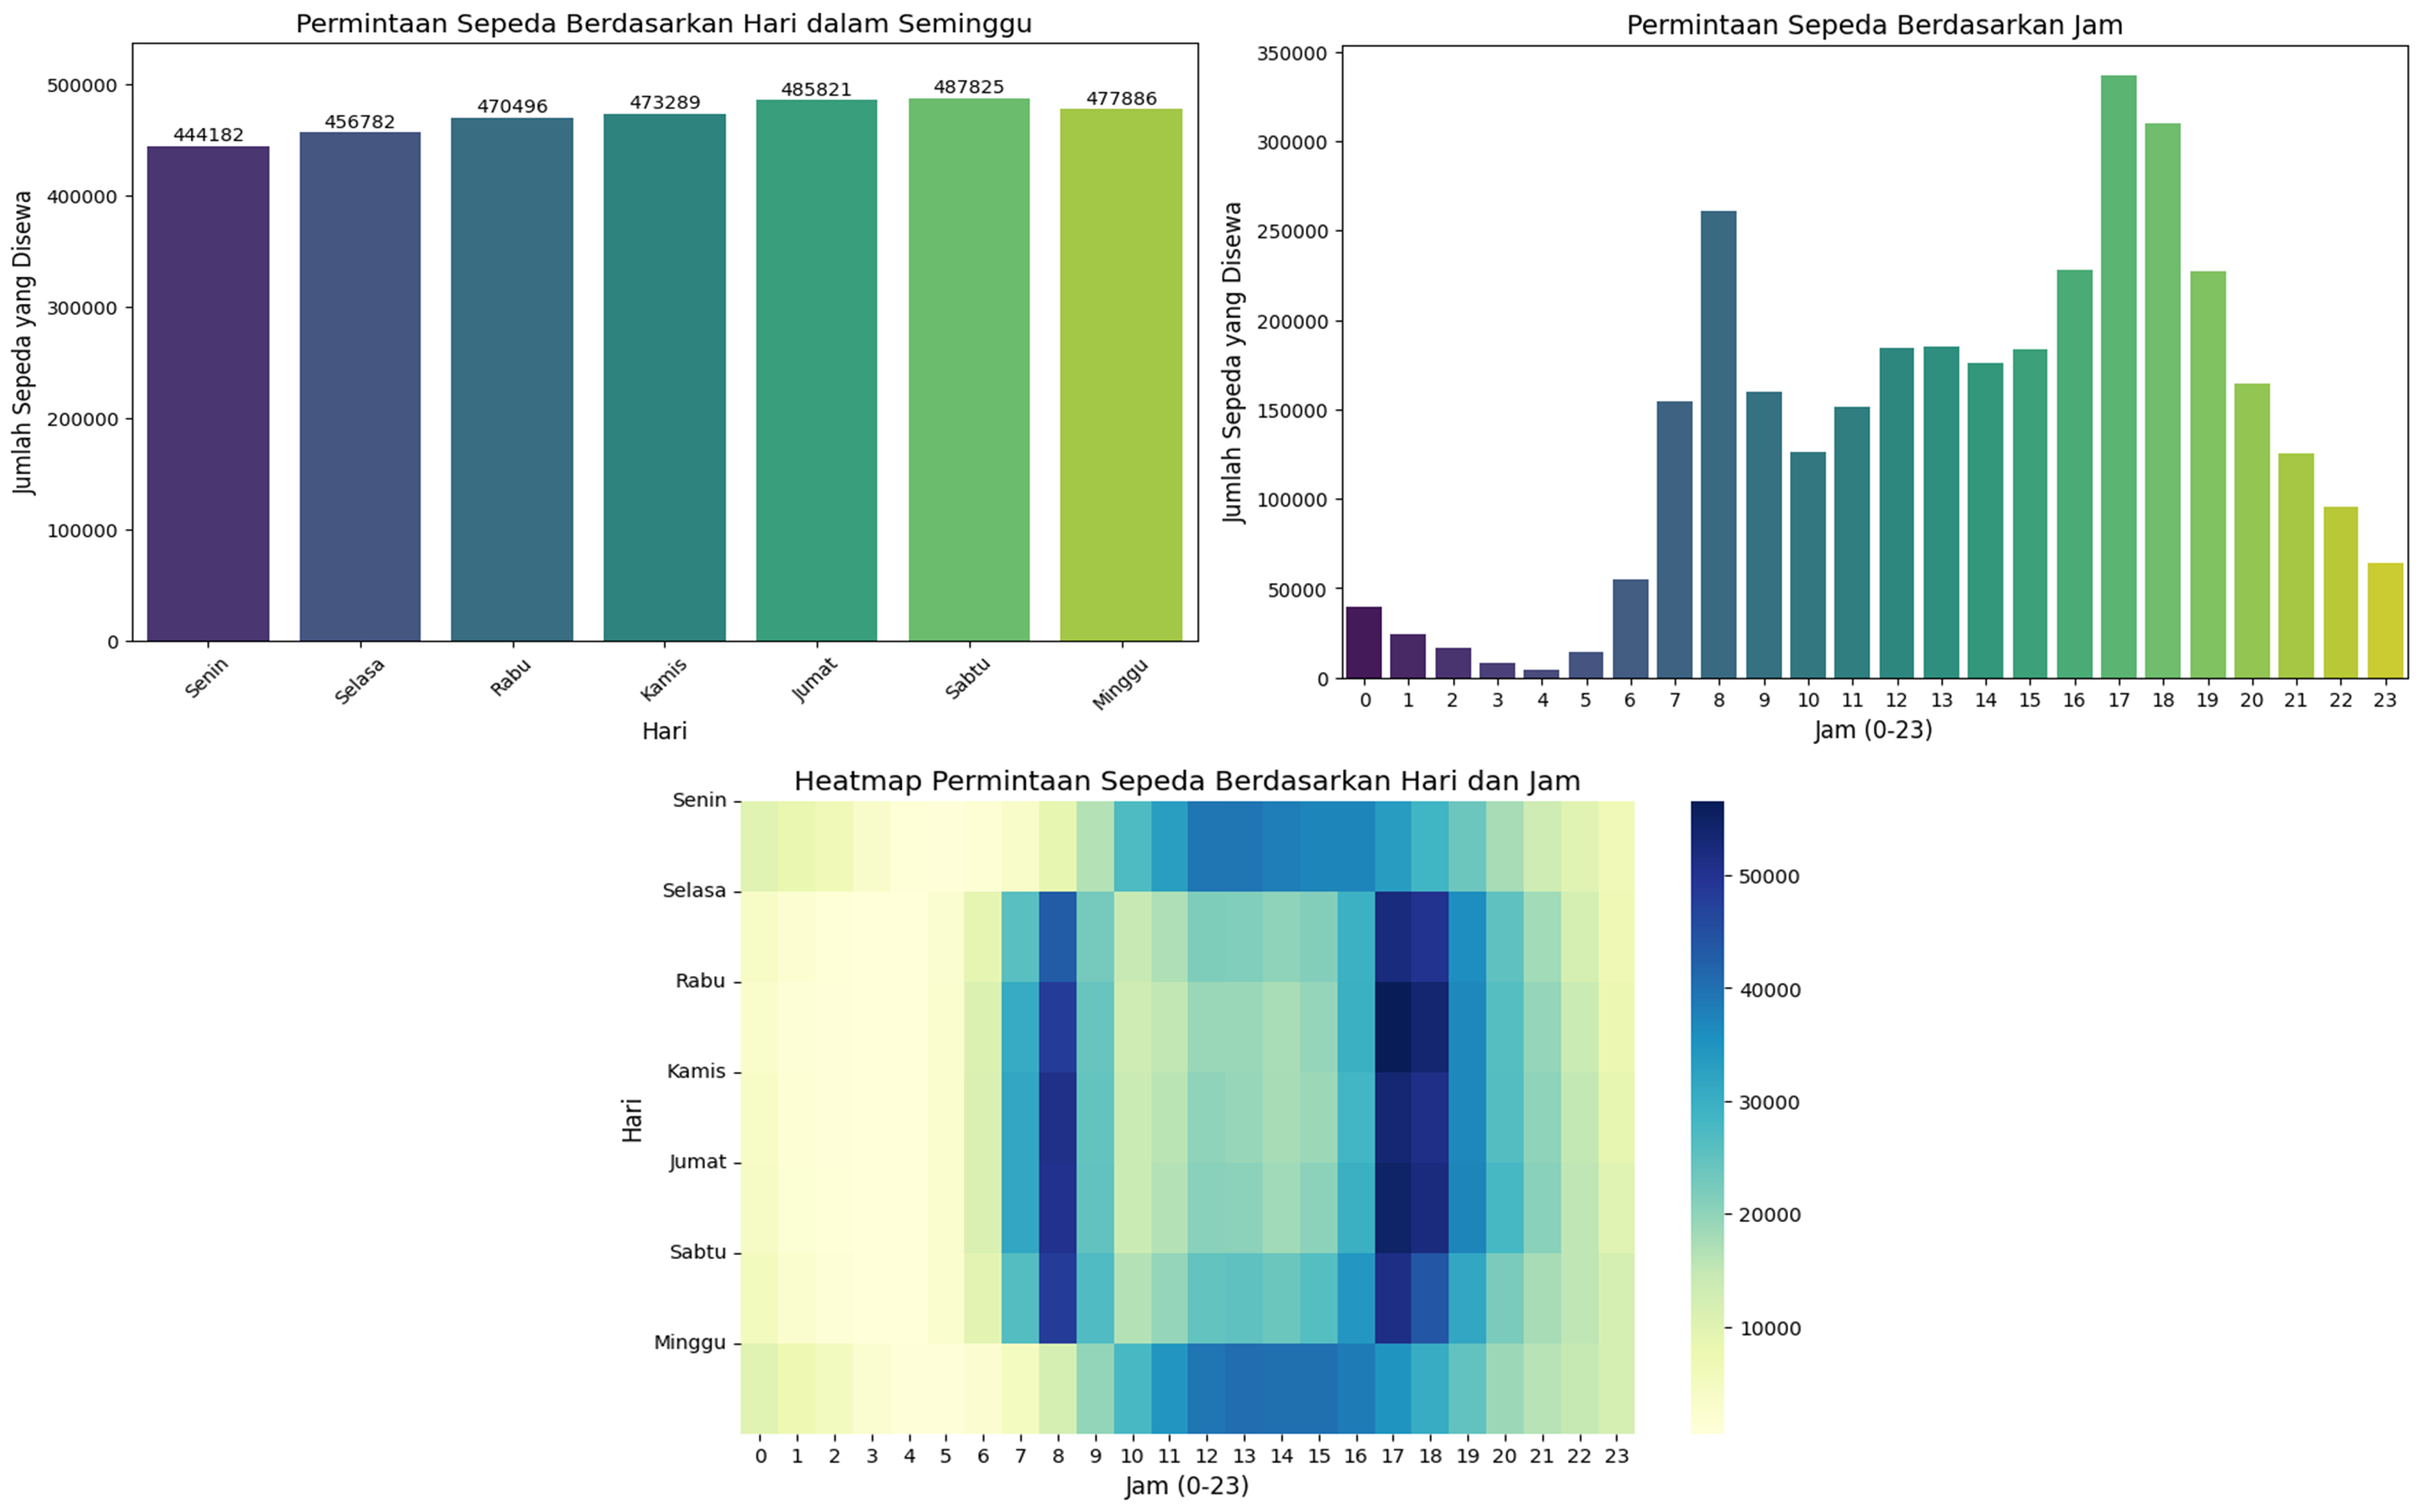 Permintaan Sepeda Berdasarkan Hari dalam Seminggu
Jumlah Sepeda yang Disewa
500000
400000
300000
200000
100000
0
444182
456782
470496
473289
485821
487825
477886
Senin
Selasa
Rabu
Kamis
Jumat
Sabtu
Minggu
Hari
Permintaan Sepeda Berdasarkan Jam
Jumlah Sepeda yang Disewa
350000
300000
250000
200000
150000
100000
50000
0
0 1 2 3 4 5 6 7 8 9 10 11 12 13 14 15 16 17 18 19 20 21 22 23
Jam (0-23)
Heatmap Permintaan Sepeda Berdasarkan Hari dan Jam
Hari
Senin
Selasa
Rabu
Kamis
Jumat
Sabtu
Minggu
0 1 2 3 4 5 6 7 8 9 10 11 12 13 14 15 16 17 18 19 20 21 22 23
Jam (0-23)
50000
40000
30000
20000
10000